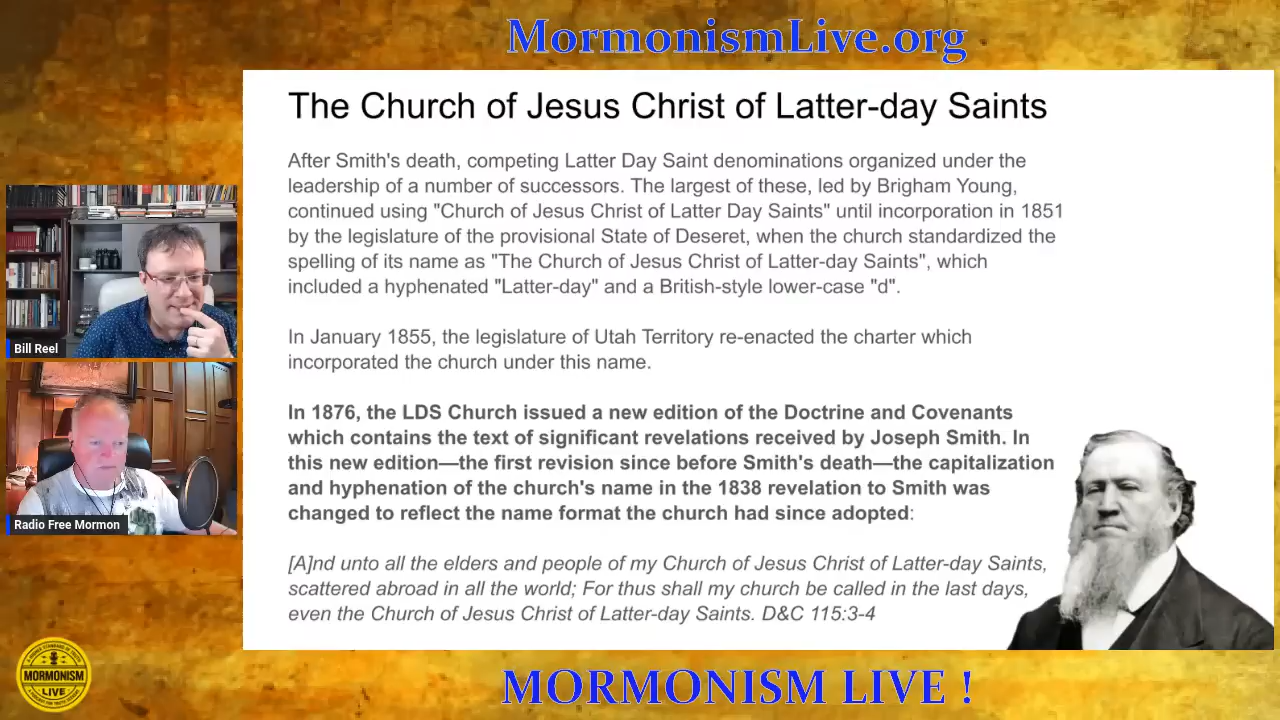 MormonismLive.org
The Church of Jesus Christ of Latter-day Saints
After Smith's death, competing Latter Day Saint denominations organized under the
leadership of a number of successors. The largest of these, led by Brigham Young,
continued using "Church of Jesus Christ of Latter Day Saints" until incorporation in 1851
by the legislature of the provisional State of Deseret, when the church standardized the
spelling of its name as "The Church of Jesus Christ of Latter-day Saints", which
included a hyphenated "Latter-day" and a British-style lower-case "d".
In January 1855, the legislature of Utah Territory re-enacted the charter which
incorporated the church under this name.
In 1876, the LDS Church issued a new edition of the Doctrine and Covenants
which contains the text of significant revelations received by Joseph Smith. In
this new edition—the first revision since before Smith's death—the capitalization
and hyphenation of the church's name in the 1838 revelation to Smith was
changed to reflect the name format the church had since adopted:
[A]nd unto all the elders and people of my Church of Jesus Christ of Latter-day Saints,
scattered abroad in all the world; For thus shall my church be called in the last days,
even the Church of Jesus Christ of Latter-day Saints. D&C 115:3-4
Bill Reel
Radio Free Mormon
MORMONISM
LIVE
MORMONISM LIVE !